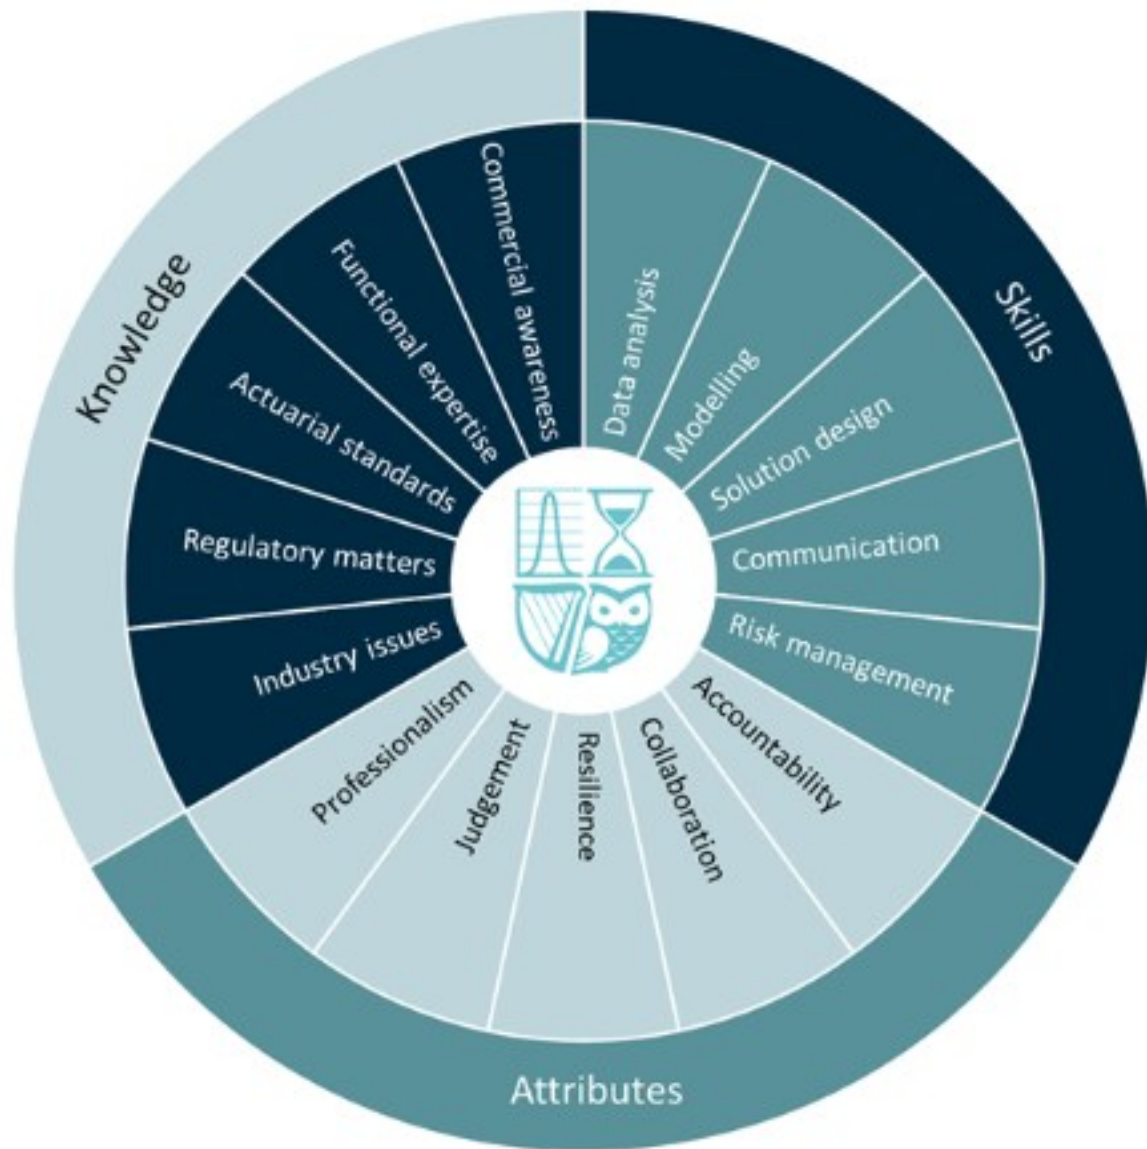 Knowledge
Commercial awareness
Functional expertise
Actuarial standards
Regulatory matters
Industry issues
Skills
Data analysis
Modelling
Solution design
Communication
Risk management
Attributes
Accountability
Collaboration
Resilience
Judgement
Professionalism